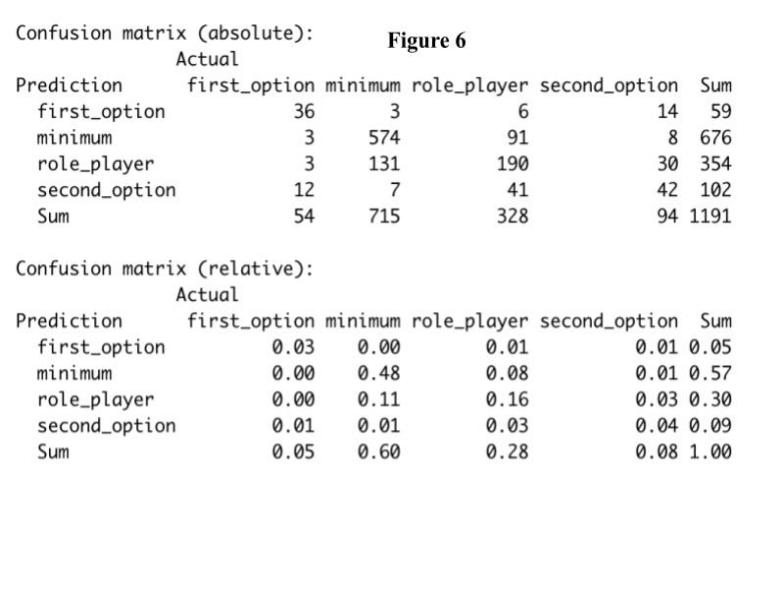 Confusion matrix (absolute):
Figure 6
Actual
Prediction first_option minimum role_player second_option Sum
first_option 36 3 6 14 59
minimum 3 574 91 8 676
role_player 3 131 190 30 354
second_option 12 7 41 42 102
Sum 54 715 328 94 1191
Confusion matrix (relative):
Actual
Prediction first_option minimum role_player second_option Sum
first_option 0.03 0.00 0.01 0.01 0.05
minimum 0.00 0.48 0.08 0.01 0.57
role_player 0.00 0.11 0.16 0.03 0.30
second_option 0.01 0.01 0.03 0.04 0.09
Sum 0.05 0.60 0.28 0.08 1.00